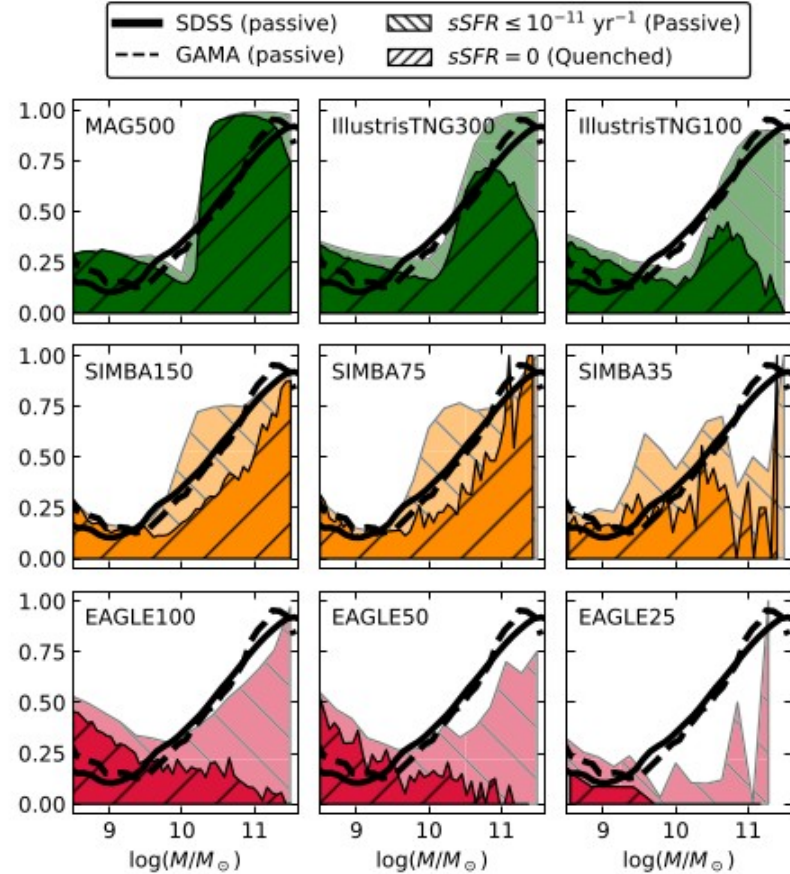 SDSS (passive)
GAMA (passive)
sSFR ≤ 10⁻¹¹ yr⁻¹ (Passive)
sSFR = 0 (Quenched)
MAG500
IllustrisTNG300
IllustrisTNG100
1.00
0.75
0.50
0.25
0.00
SIMBA150
SIMBA75
SIMBA35
1.00
0.75
0.50
0.25
0.00
EAGLE100
EAGLE50
EAGLE25
1.00
0.75
0.50
0.25
0.00
9 10 11
9 10 11
9 10 11
log(M/M⊙)
log(M/M⊙)
log(M/M⊙)